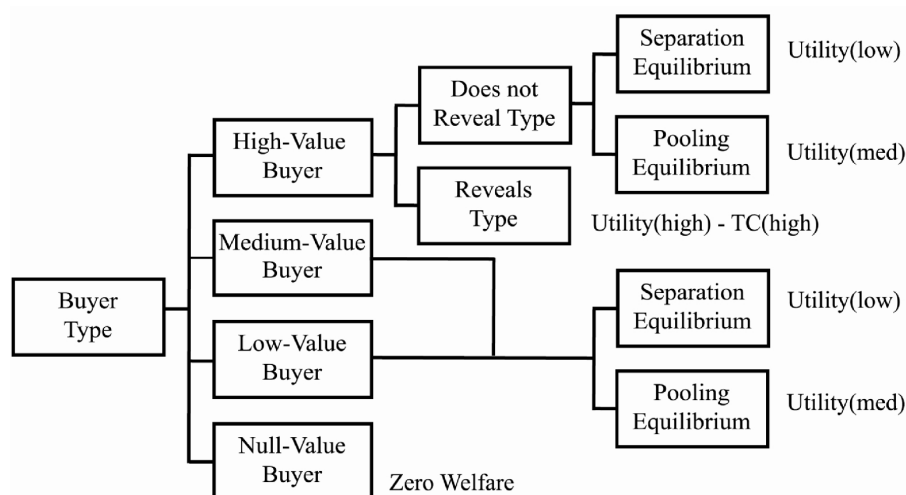 Separation
Equilibrium
Utility(low)
Does not
Reveal Type
High-Value
Buyer
Pooling
Equilibrium
Utility(med)
Reveals
Type
Utility(high) - TC(high)
Medium-Value
Buyer
Buyer
Type
Separation
Equilibrium
Utility(low)
Low-Value
Buyer
Pooling
Equilibrium
Utility(med)
Null-Value
Buyer
Zero Welfare